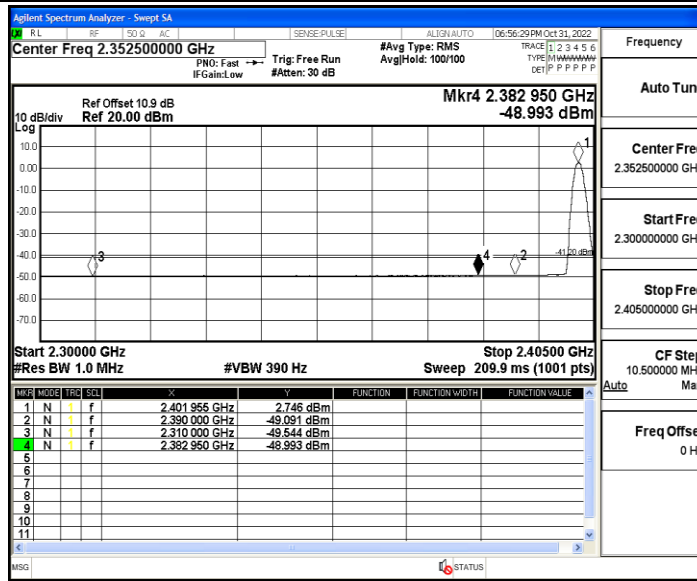 Agilent Spectrum Analyzer - Swept SA
RL RF 50 Ω AC SENSE:PULSE ALIGN AUTO 06:56:29 PM Oct 31, 2022
Center Freq 2.352500000 GHz #Avg Type: RMS TRACE 1 2 3 4 5 6
PNO: Fast Trig: Free Run Avg|Hold: 100/100 TYPE M
IFGain:Low #Atten: 30 dB DET P P P P P P
Frequency
Auto Tun
Ref Offset 10.9 dB Mkr4 2.382 950 GHz
10 dB/div Ref 20.00 dBm -48.993 dBm
Log
10.0
0.00
-10.0
-20.0
-30.0
-40.0
-50.0
-60.0
-70.0
1
3
4
2
-41.20 dBm
Start 2.30000 GHz Stop 2.40500 GHz
#Res BW 1.0 MHz #VBW 390 Hz Sweep 209.9 ms (1001 pts)
MKR MODE TRC SCL X Y FUNCTION FUNCTION WIDTH FUNCTION VALUE
1 N 1 f 2.401 955 GHz 2.746 dBm
2 N 1 f 2.390 000 GHz -49.091 dBm
3 N 1 f 2.310 000 GHz -49.544 dBm
4 N 1 f 2.382 950 GHz -48.993 dBm
5
6
7
8
9
10
11
MSG STATUS
Center Fre
2.352500000 GH
Start Fre
2.300000000 GH
Stop Fre
2.405000000 GH
CF Ste
10.500000 MH
Auto Ma
Freq Offse
0 H